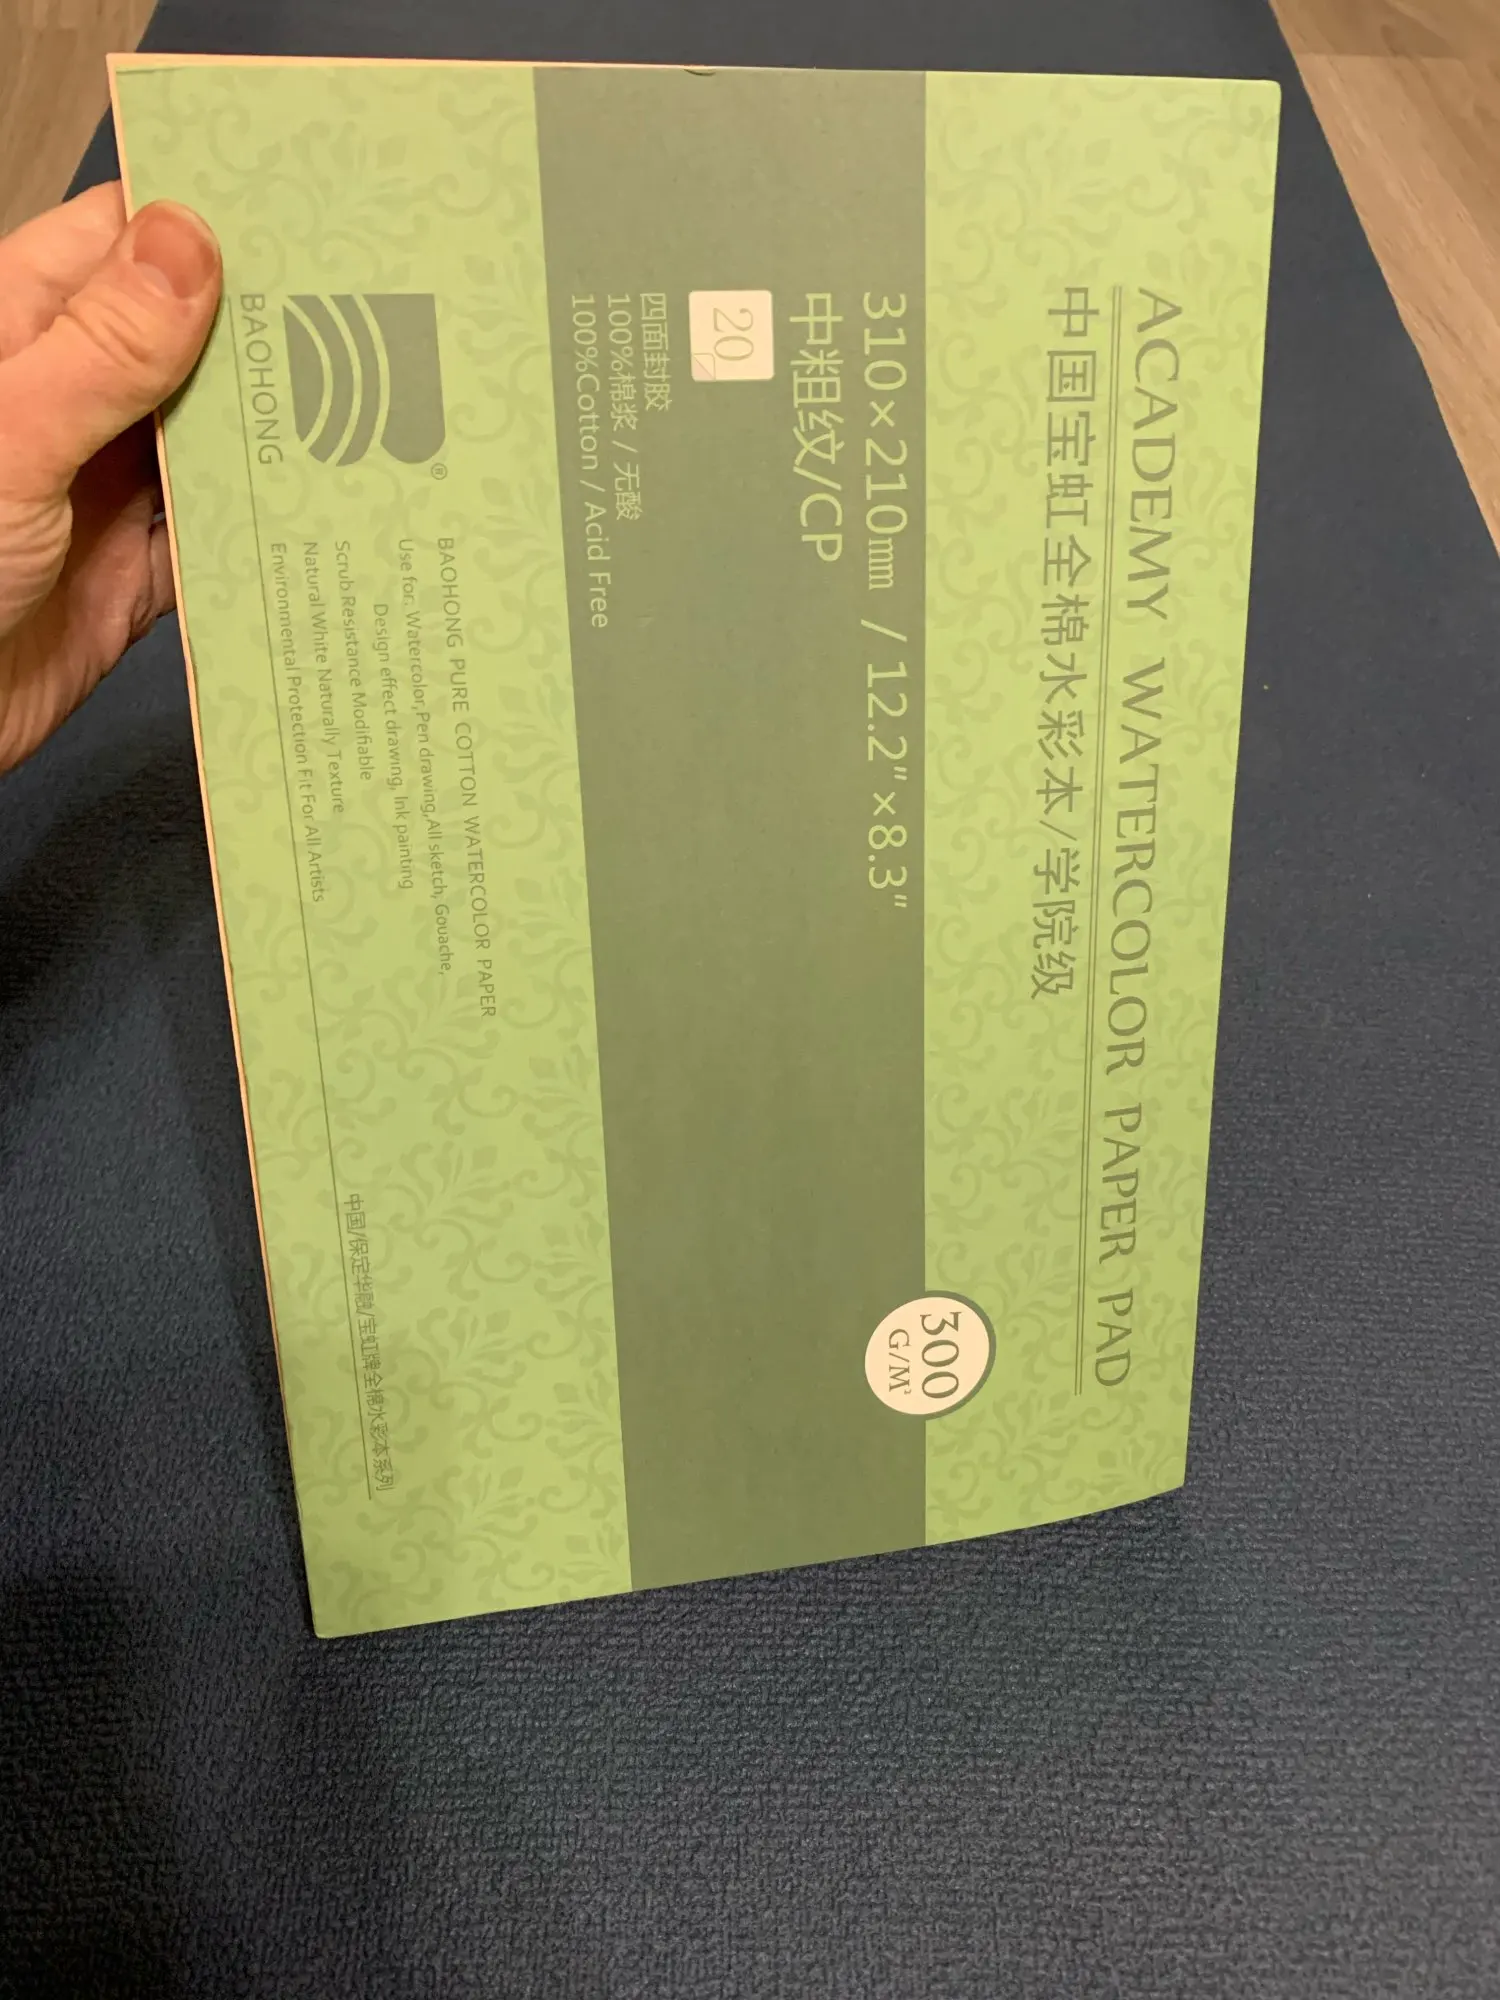 ACADEMY WATERCOLOR PAPER PAD
中国宝虹全棉水彩本/学院级
300
G/M²
310×210mm / 12.2"×8.3"
中粗纹/CP
20
四面封胶
100%棉浆 / 无酸
100%Cotton / Acid Free
®
BAOHONG
BAOHONG PURE COTTON WATERCOLOR PAPER
Use for: Watercolor,Pen drawing,All sketch, Gouache,
Design effect drawing, Ink painting
Scrub Resistance Modifiable
Natural White Naturally Texture
Environmental Protection Fit For All Artists
中国/保定华融/宝虹牌全棉水彩本系列